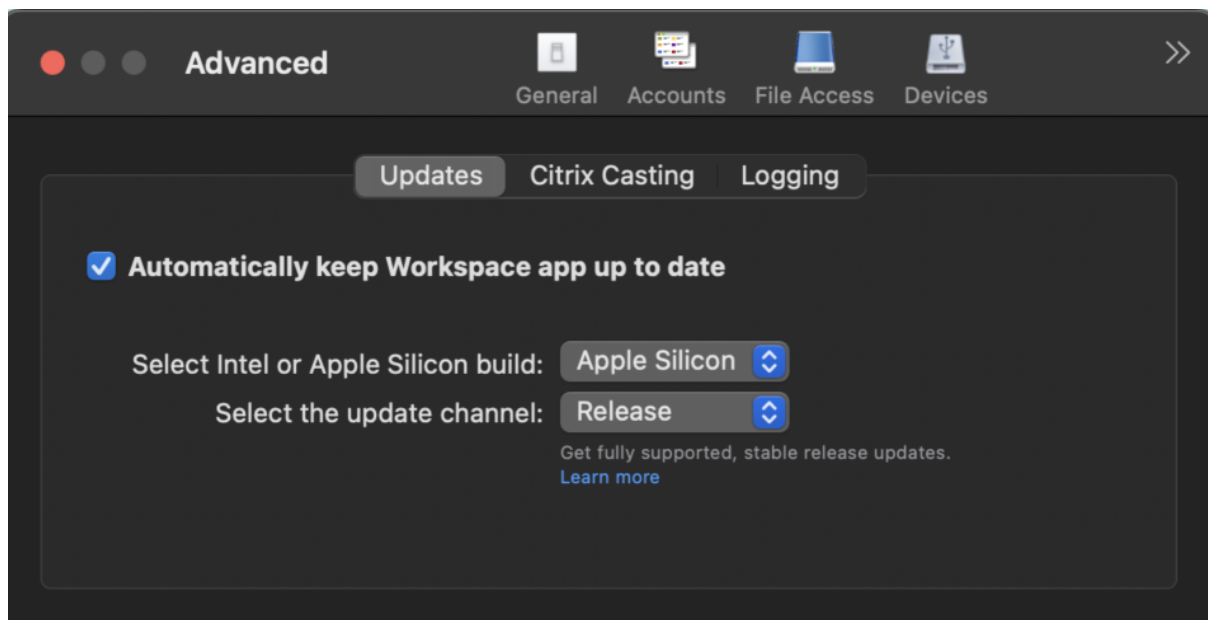 Advanced
General Accounts File Access Devices
Updates Citrix Casting Logging
Automatically keep Workspace app up to date
Select Intel or Apple Silicon build: Apple Silicon
Select the update channel: Release
Get fully supported, stable release updates.
Learn more